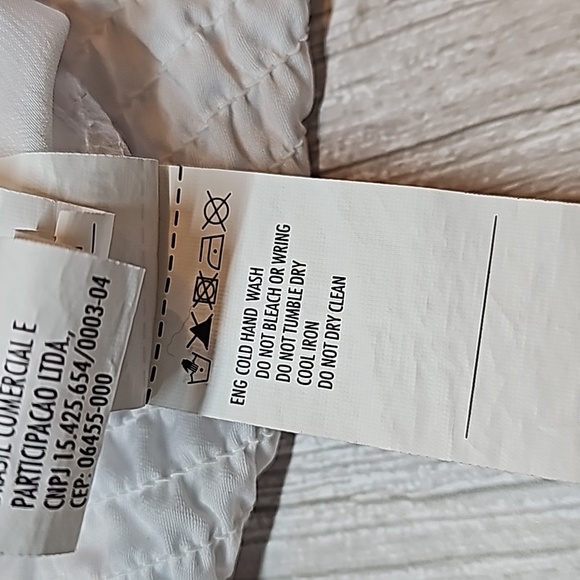 COMERCIAL E
PARTICIPACAO LTDA,
CNPJ 15.425.654/0003-04
CEP: 06455-000
ENG COLD HAND WASH
DO NOT BLEACH OR WRING
DO NOT TUMBLE DRY
COOL IRON
DO NOT DRY CLEAN